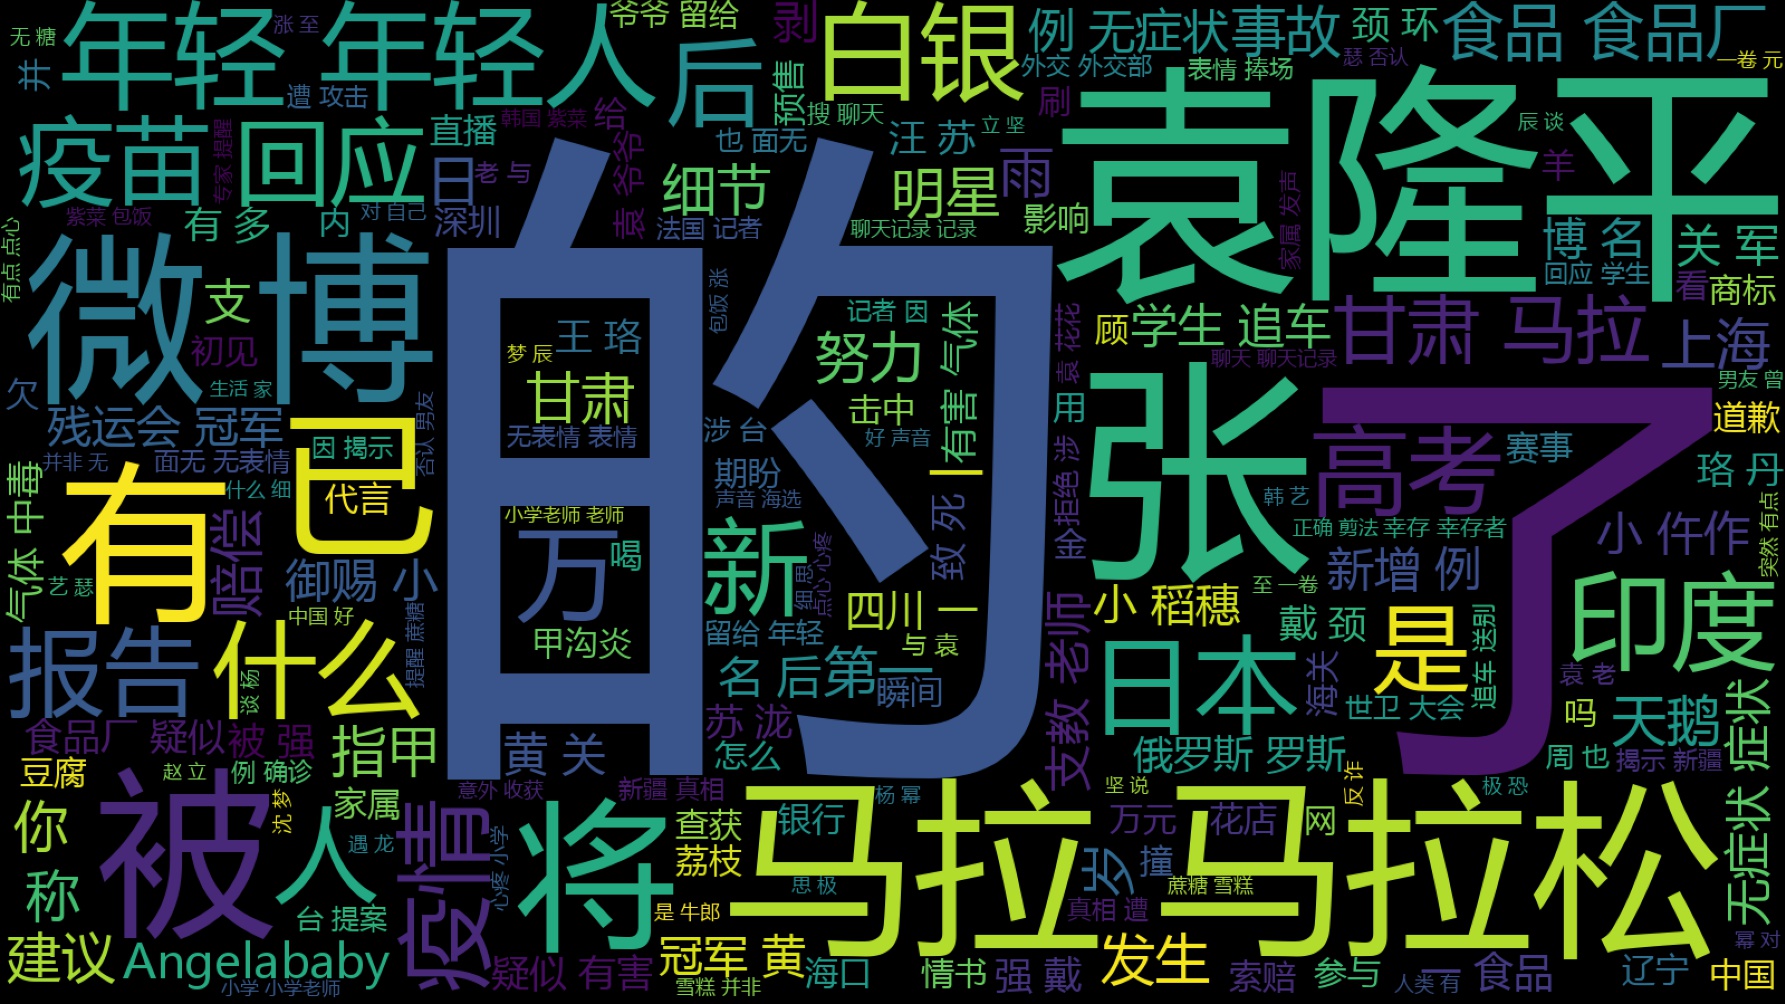 无糖
涨 至
爷爷 留给
剥
白银
例 无症状
事故
颈 环
食品 食品厂
年轻 年轻人
后
并
遭 攻击
预售
外交 外交部
表情 捧场
瑟 否认
一卷 元
疫苗
回应
直播
韩国 紫菜
给
搜 聊天
刷
袁隆平
专家 提醒
日
老 与
袁 爷爷
也 面无
汪 苏
立 坚
辰 谈
细节
明星
雨
羊
紫菜 包饭
有 多
内
对 自己
深圳
法国 记者
聊天记录 记录
影响
家属 发声
博 名
关 军
有点 点心
回应 学生
微博
支
的
包饭 张
记者 因
看
商标
初见
王 珞
努力
有害 气体
袁 花花
顾
学生 追车
甘肃 马拉
上海
梦 辰
聊天 聊天记录
欠
生活 家
甘肃
击中
用
张
了
男友 曾
残运会 冠军
已
否认 男友
无表情 表情
涉 台
好 声音
高考
赛事
道歉
因 揭示
并非 无
面无 无表情
期盼
珞 丹
气体 中毒
有
什么 细
代言
声音 海选
致 死
金
拒绝 涉
韩 艺
小学老师 老师
正确 剪法
幸存 幸存者
小 仵作
突然 有点
赔偿
万
喝
新
细思
点心 心疼
艺 瑟
御赐 小
新增 例
至 一卷
印度
中国 好
提醒 蔗糖
甲沟炎
四川 一
小 稻穗
戴 颈
是
送别
追车
报告
什么
留给 年轻
与 袁
支教 老师
日本
谈 杨
名 后
第一
瞬间
海关
世卫 大会
袁 老
吗
天鹅
无症状 症状
食品厂 疑似
被 强
指甲
黄 关
苏 泷
怎么
俄罗斯 罗斯
周 也
揭示 新疆
豆腐
赵 立
例 确诊
意外 收获
新疆 真相
杨 幂
坚 说
反诈
极 恐
你
被
沈 梦
家属
疫情
将
查获
银行
马拉 马拉松
万元
花店
网
人
遇 龙
心疼 小学
荔枝
岁
撞
称
思 极
蔗糖 雪糕
台 提案
是 牛郎
真相 遭
建议
Angelababy
冠军 黄
发生
幂 对
小学 小学老师
疑似 有害
雪糕 并非
海口
情书
强 戴
索赔
参与
人类 有
一 食品
辽宁
中国